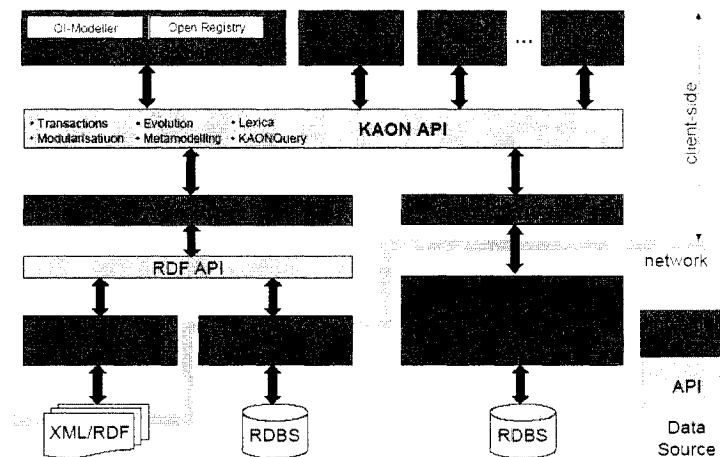 OI-Modeller Open Registry
...
• Transactions • Evolution • Lexica
KAON API
• Modularisatiuon • Metamodelling • KAONQuery
client-side
network
RDF API
API
XML/RDF
RDBS
RDBS
Data
Source